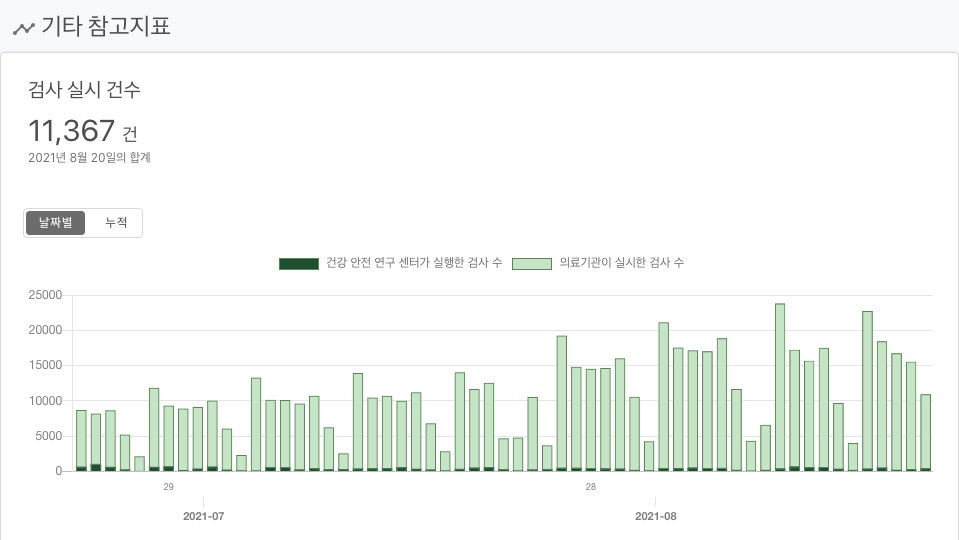 기타 참고지표
검사 실시 건수
11,367 건
2021년 8월 20일의 합계
날짜별 누적
건강 안전 연구 센터가 실행한 검사 수 의료기관이 실시한 검사 수
25000
20000
15000
10000
5000
0
29 28
2021-07 2021-08